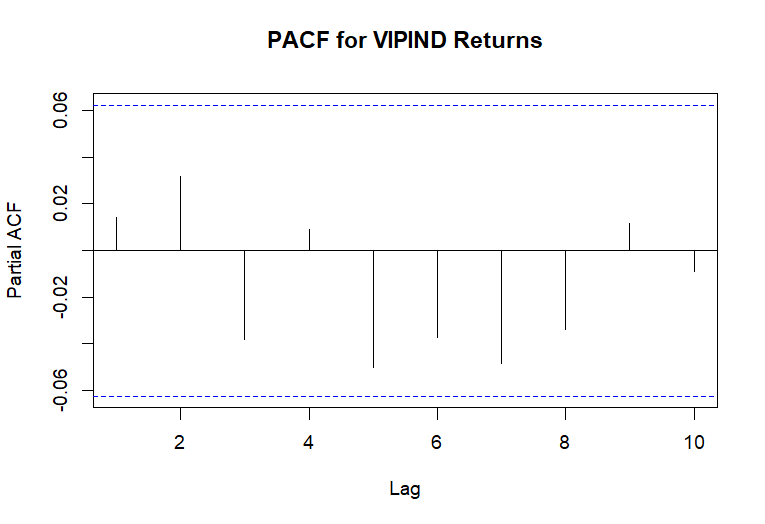 PACF for VIPIND Returns
Partial ACF
0.06
0.02
-0.02
-0.06
2 4 6 8 10
Lag